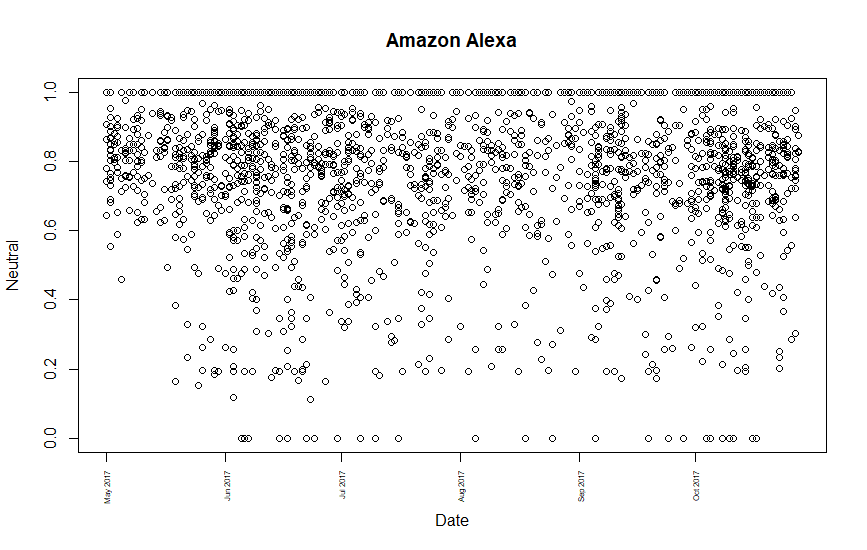 Amazon Alexa
Neutral
1.0
0.8
0.6
0.4
0.2
0.0
May 2017
Jun 2017
Jul 2017
Aug 2017
Sep 2017
Oct 2017
Date